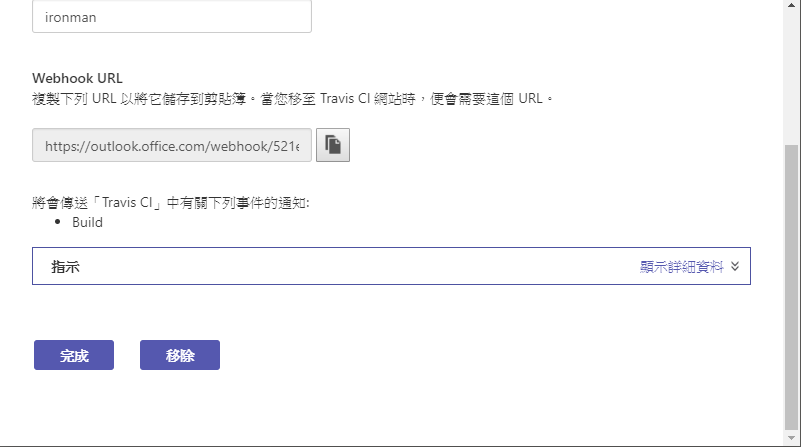 ironman
Webhook URL
複製下列 URL 以將它儲存到剪貼簿。當您移至 Travis CI 網站時，便會需要這個 URL。
https://outlook.office.com/webhook/521e
將會傳送「Travis CI」中有關下列事件的通知:
• Build
指示 顯示詳細資料
完成 移除